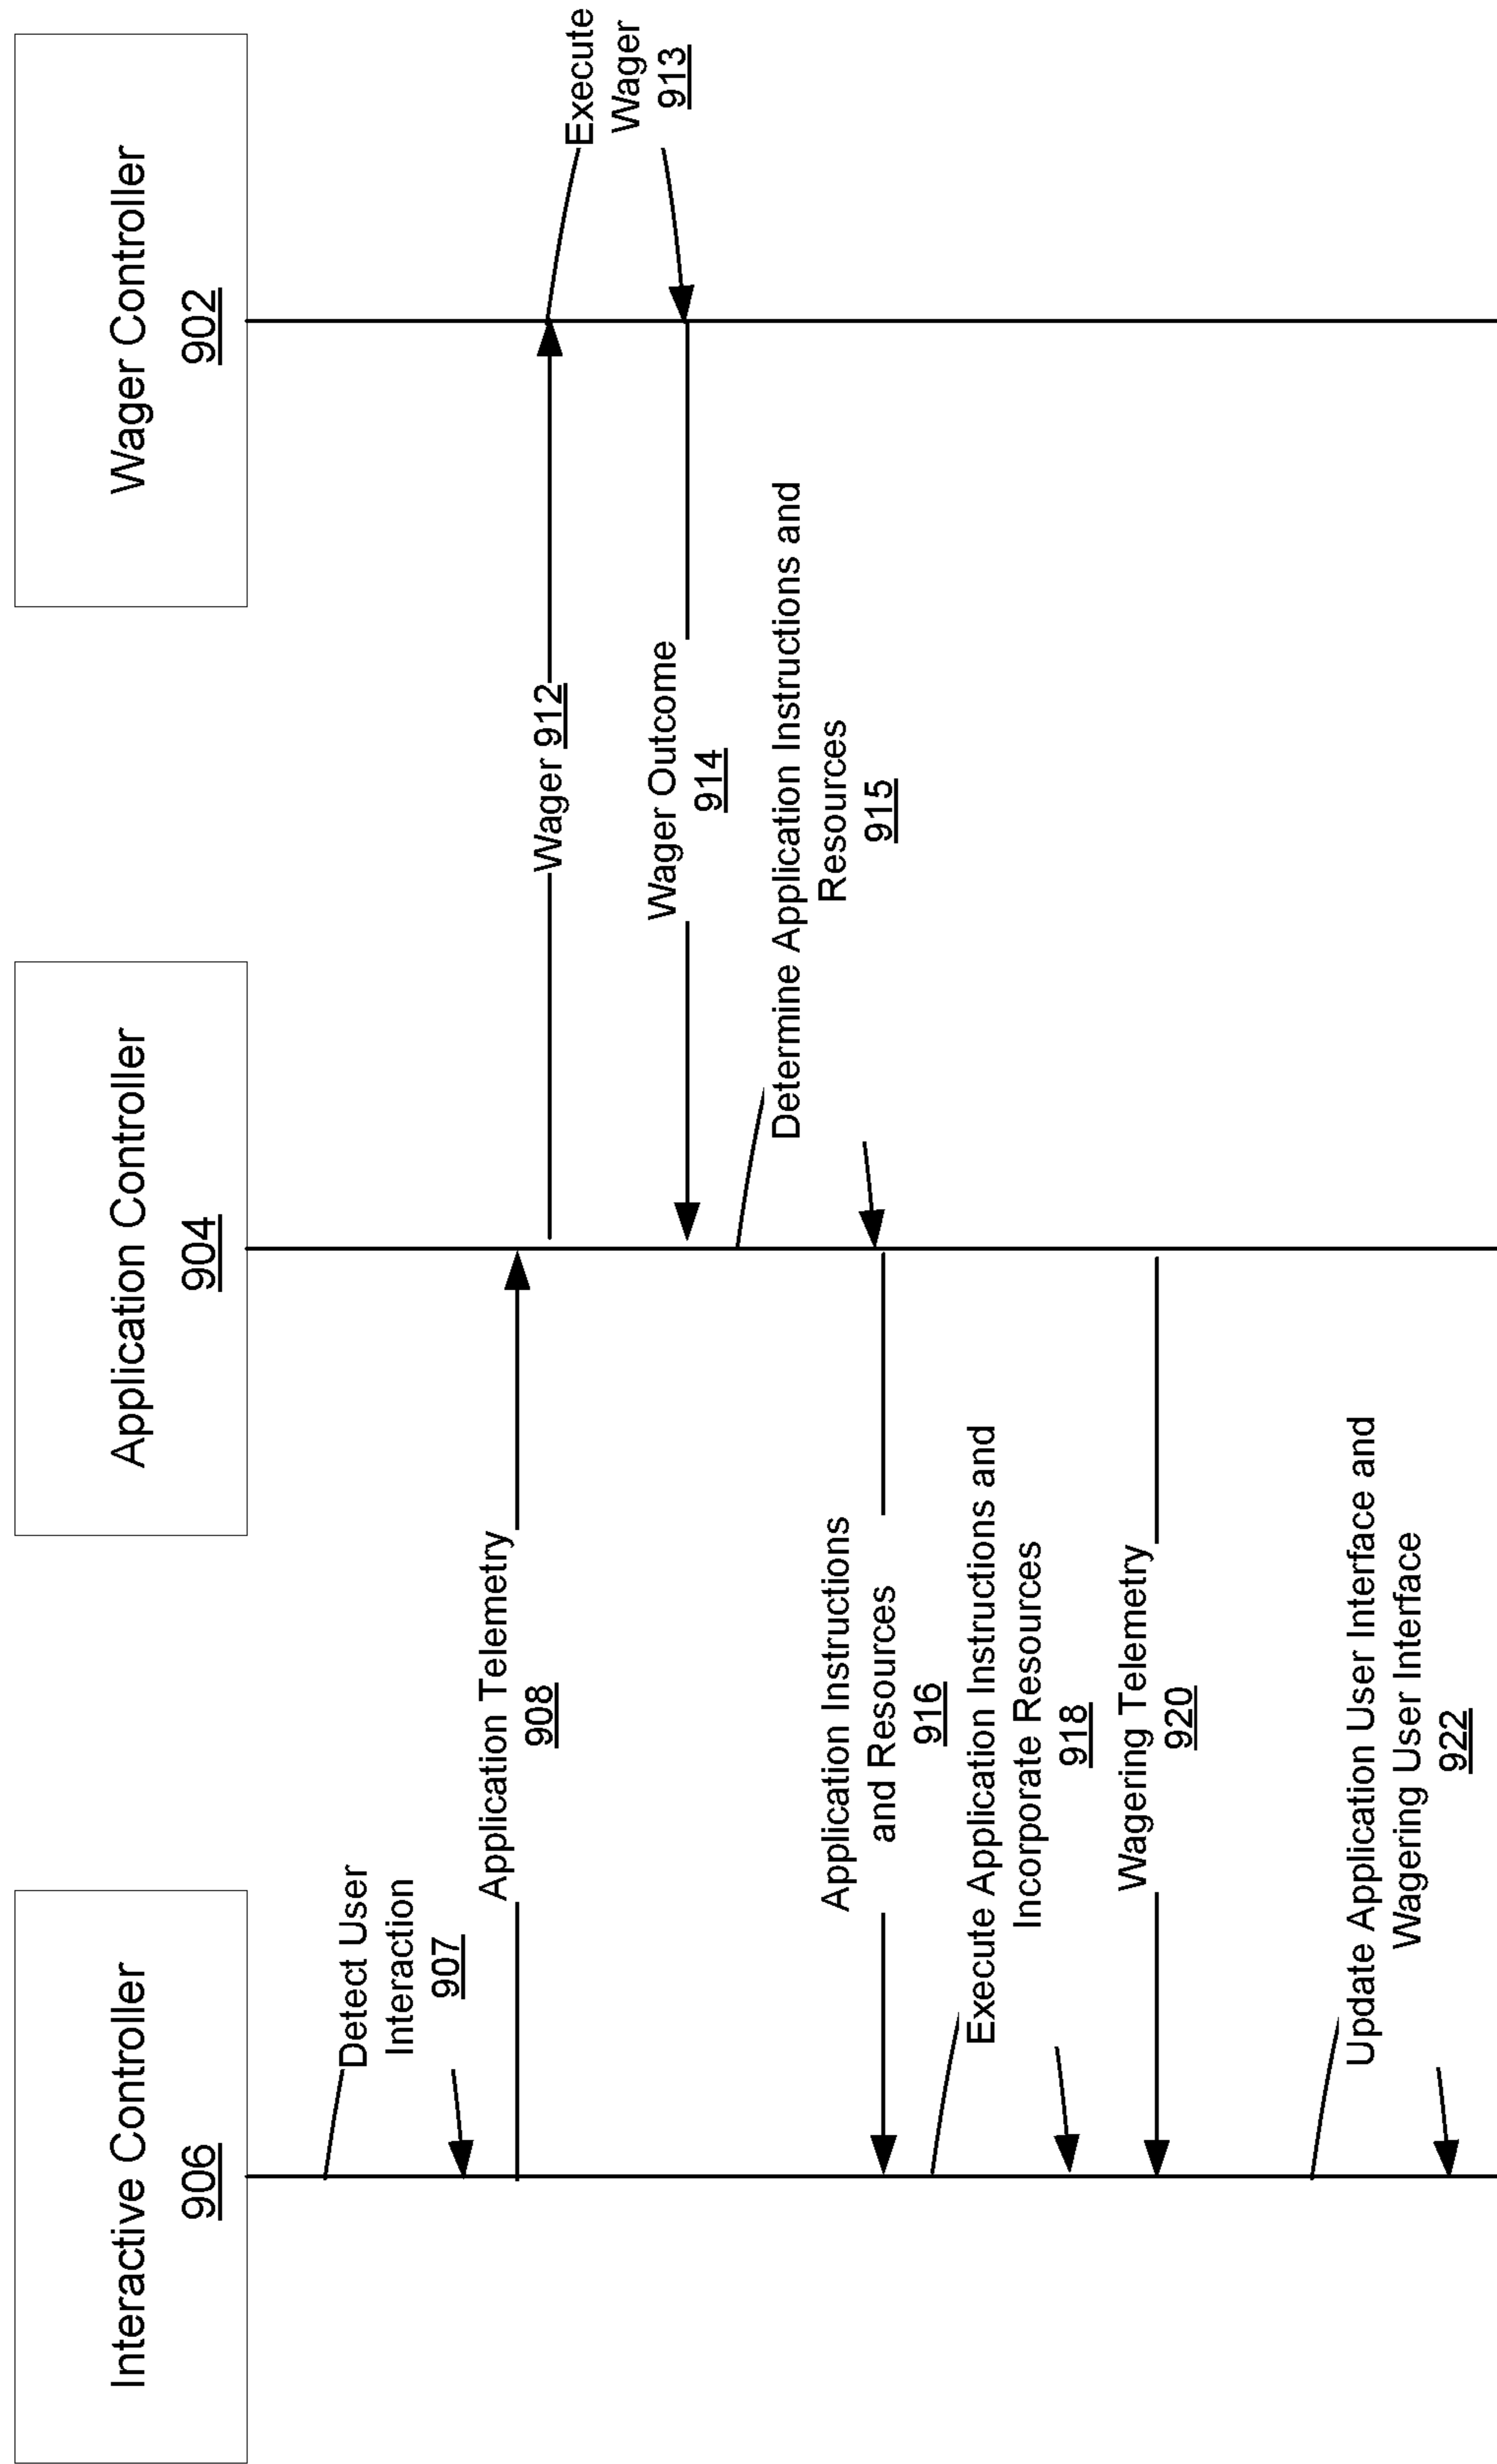 Interactive Controller
906
Application Controller
904
Wager Controller
902
Detect User
Interaction
907
Application Telemetry
908
Wager 912
Execute
Wager
913
Wager Outcome
914
Determine Application Instructions and
Resources
915
Application Instructions
and Resources
916
Execute Application Instructions and
Incorporate Resources
918
Wagering Telemetry
920
Update Application User Interface and
Wagering User Interface
922